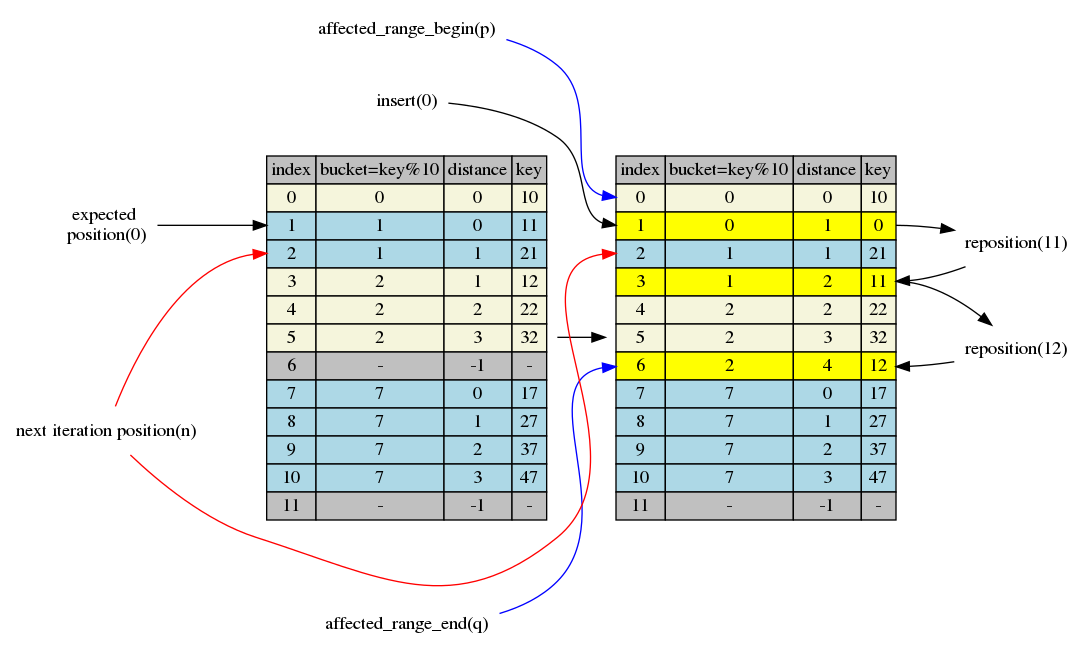 affected_range_begin(p)
insert(0)
index bucket=key%10 distance key
0 0 0 10
1 1 0 11
2 1 1 21
3 2 1 12
4 2 2 22
5 2 3 32
6 - -1 -
7 7 0 17
8 7 1 27
9 7 2 37
10 7 3 47
11 - -1 -
index bucket=key%10 distance key
0 0 0 10
1 0 1 0
2 1 1 21
3 1 2 11
4 2 2 22
5 2 3 32
6 2 4 12
7 7 0 17
8 7 1 27
9 7 2 37
10 7 3 47
11 - -1 -
expected
position(0)
reposition(11)
reposition(12)
next iteration position(n)
affected_range_end(q)